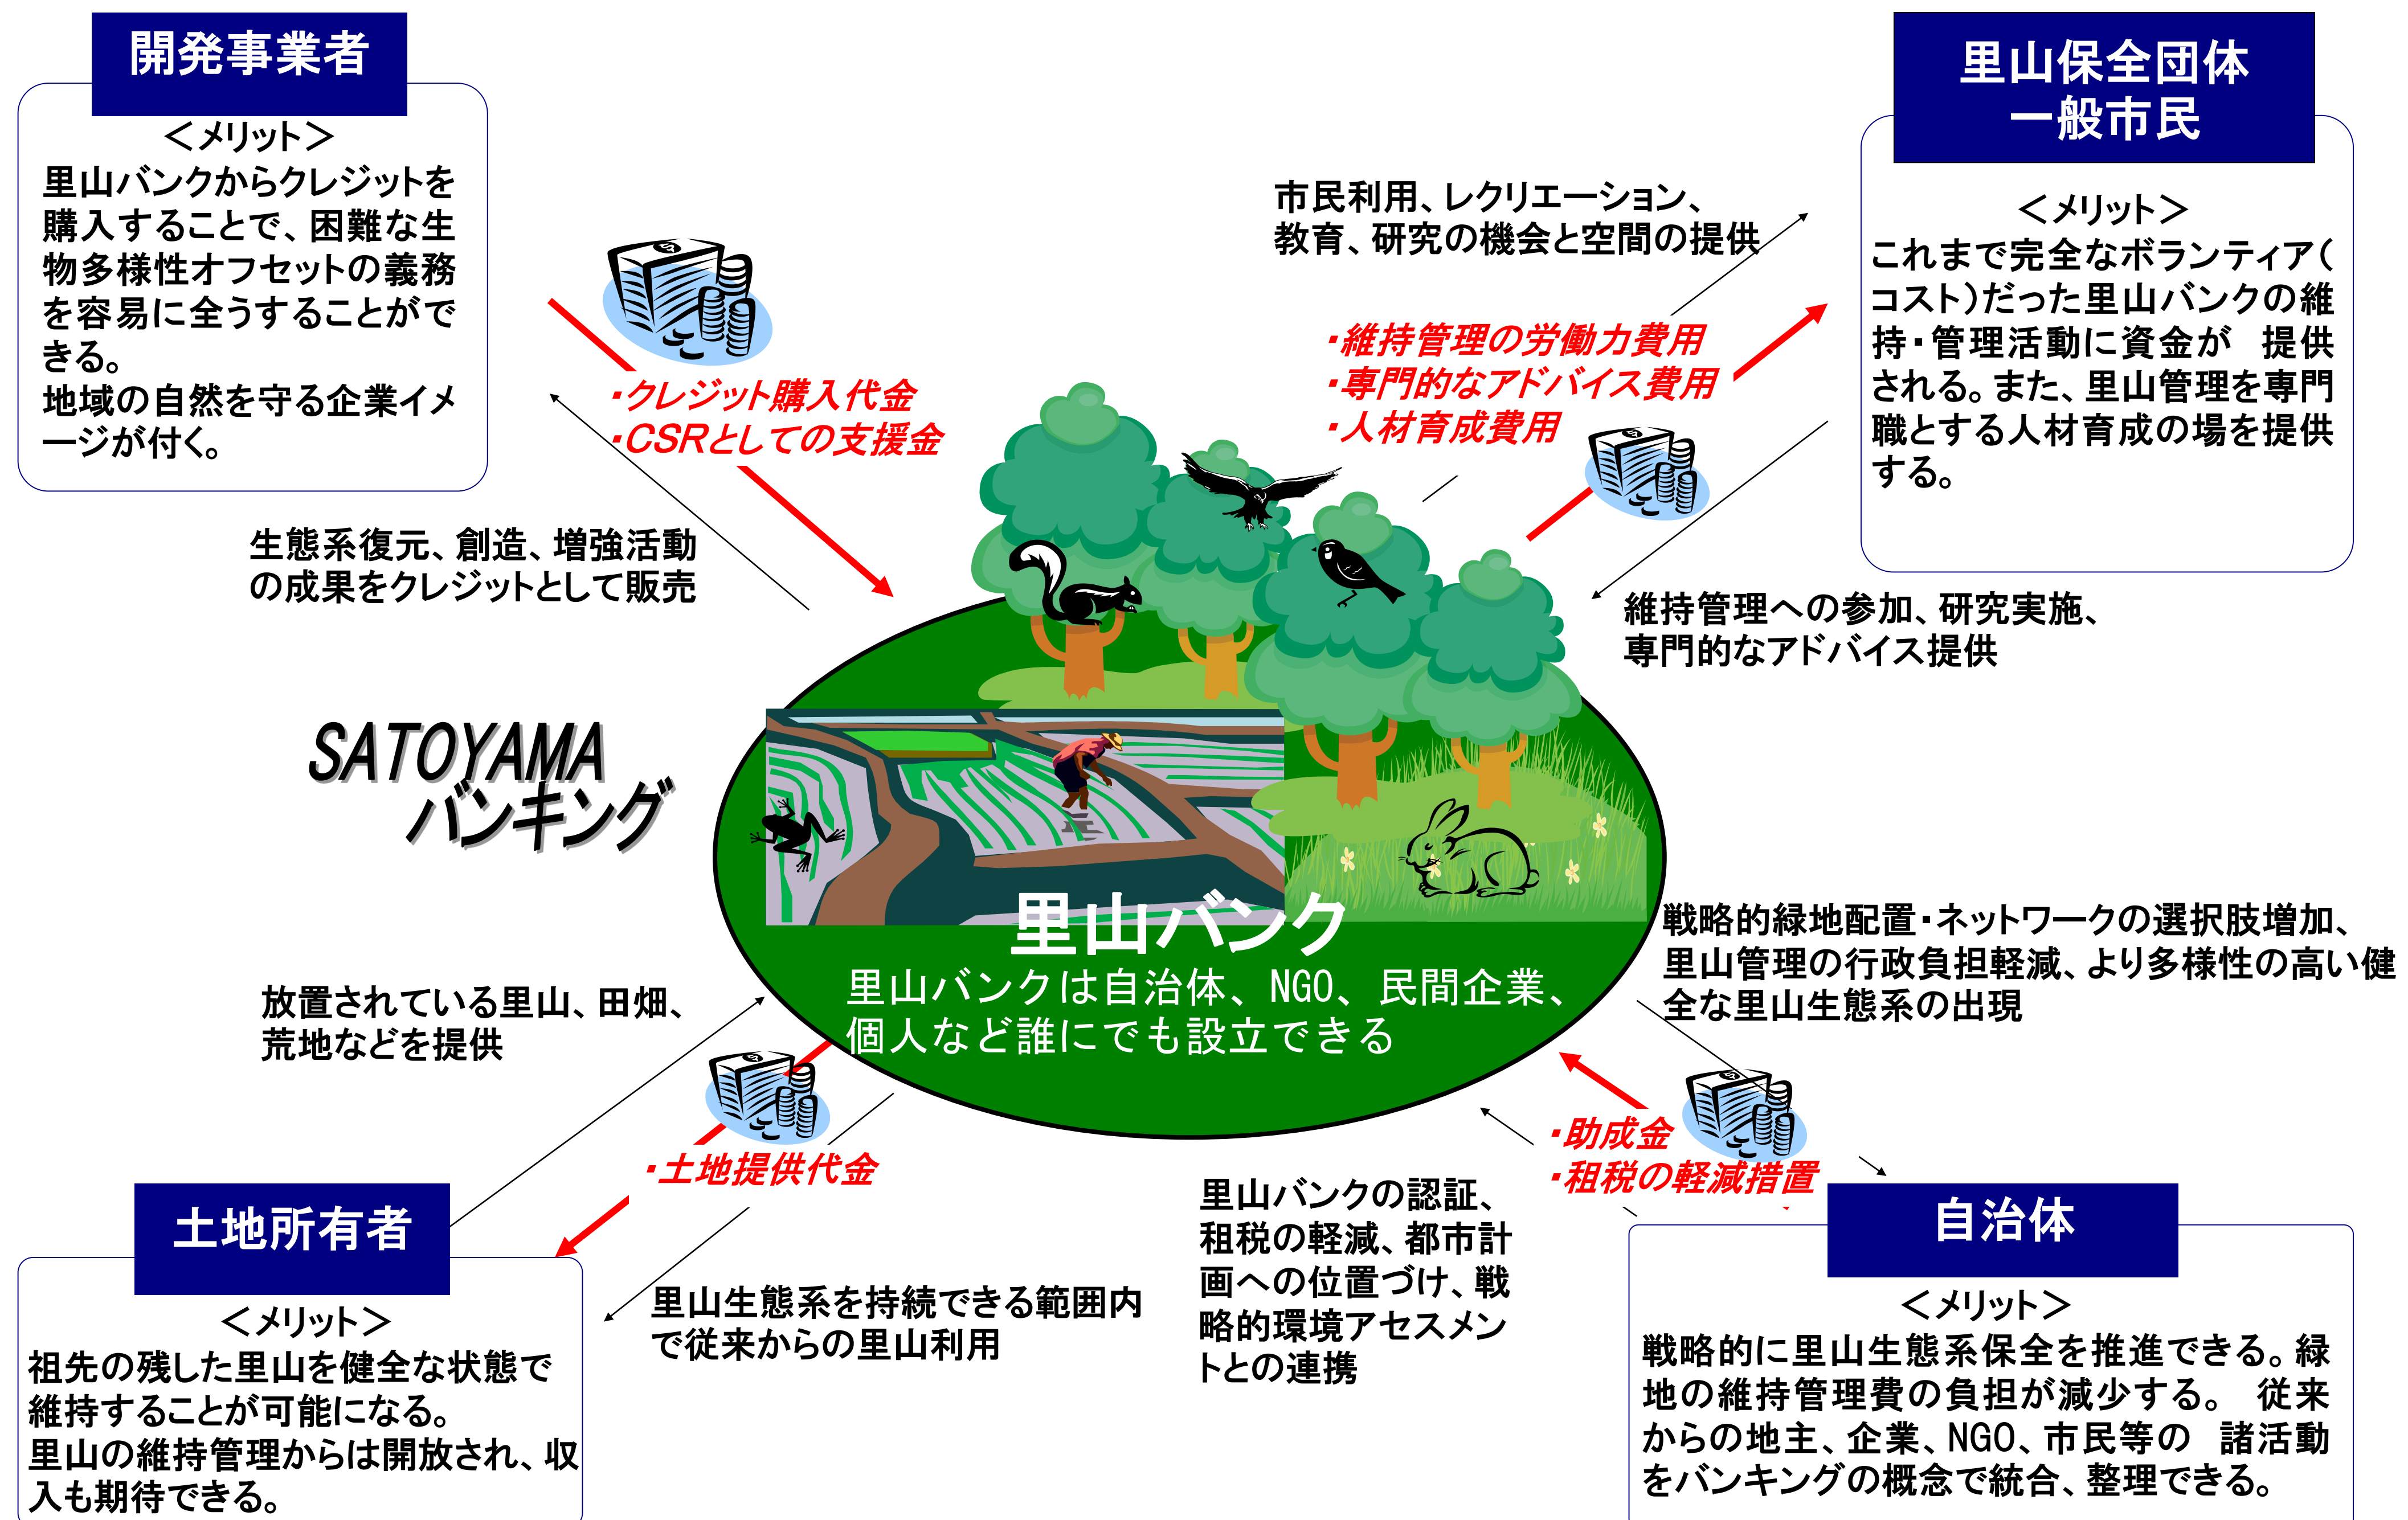 開発事業者
＜メリット＞
里山バンクからクレジットを
購入することで、困難な生
物多様性オフセットの義務
を容易に全うすることがで
きる。
地域の自然を守る企業イメ
ージが付く。
里山保全団体
一般市民
＜メリット＞
これまで完全なボランティア（
コスト）だった里山バンクの維
持・管理活動に資金が　提供
される。また、里山管理を専門
職とする人材育成の場を提供
する。
市民利用、レクリエーション、
教育、研究の機会と空間の提供
・維持管理の労働力費用
・専門的なアドバイス費用
・人材育成費用
・クレジット購入代金
・CSRとしての支援金
生態系復元、創造、増強活動
の成果をクレジットとして販売
維持管理への参加、研究実施、
専門的なアドバイス提供
SATOYAMA
バンキング
里山バンク
里山バンクは自治体、NGO、民間企業、
個人など誰にでも設立できる
戦略的緑地配置・ネットワークの選択肢増加、
里山管理の行政負担軽減、より多様性の高い健
全な里山生態系の出現
放置されている里山、田畑、
荒地などを提供
・土地提供代金
・助成金
・租税の軽減措置
里山バンクの認証、
租税の軽減、都市計
画への位置づけ、戦
略的環境アセスメン
トとの連携
里山生態系を持続できる範囲内
で従来からの里山利用
土地所有者
＜メリット＞
祖先の残した里山を健全な状態で
維持することが可能になる。
里山の維持管理からは開放され、収
入も期待できる。
自治体
＜メリット＞
戦略的に里山生態系保全を推進できる。緑
地の維持管理費の負担が減少する。　従来
からの地主、企業、NGO、市民等の　諸活動
をバンキングの概念で統合、整理できる。